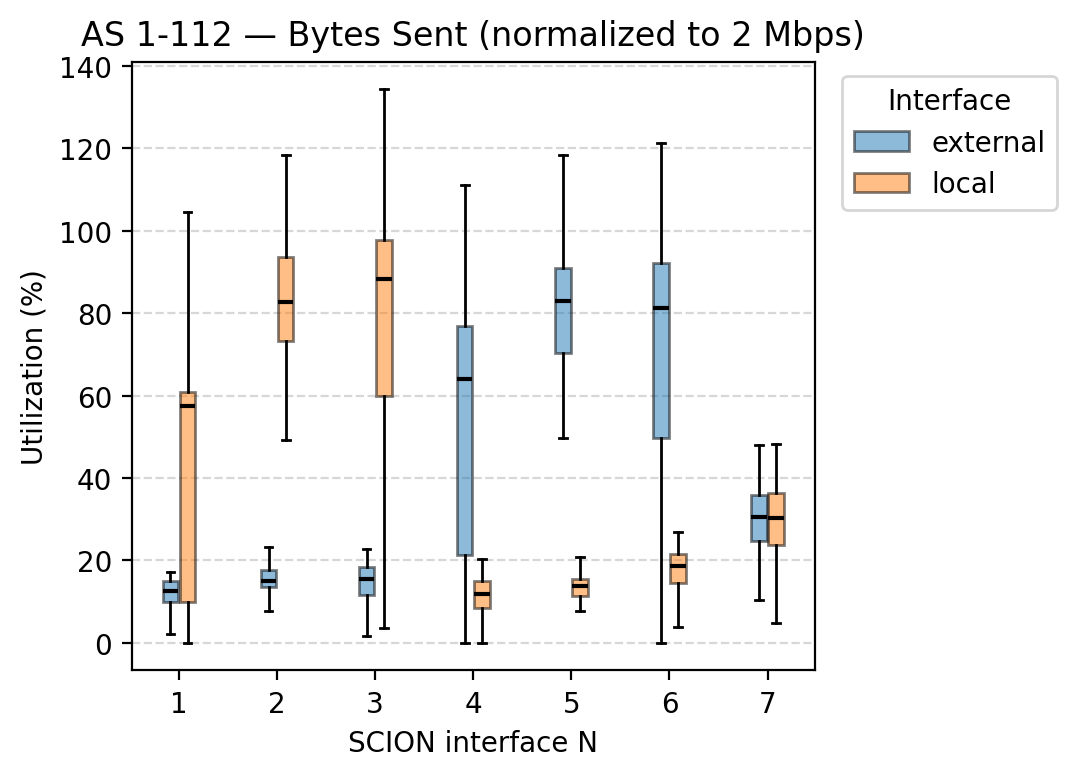 AS 1-112 — Bytes Sent (normalized to 2 Mbps)
140
120
100
80
60
40
20
0
Utilization (%)
1 2 3 4 5 6 7
SCION interface N
Interface
external
local